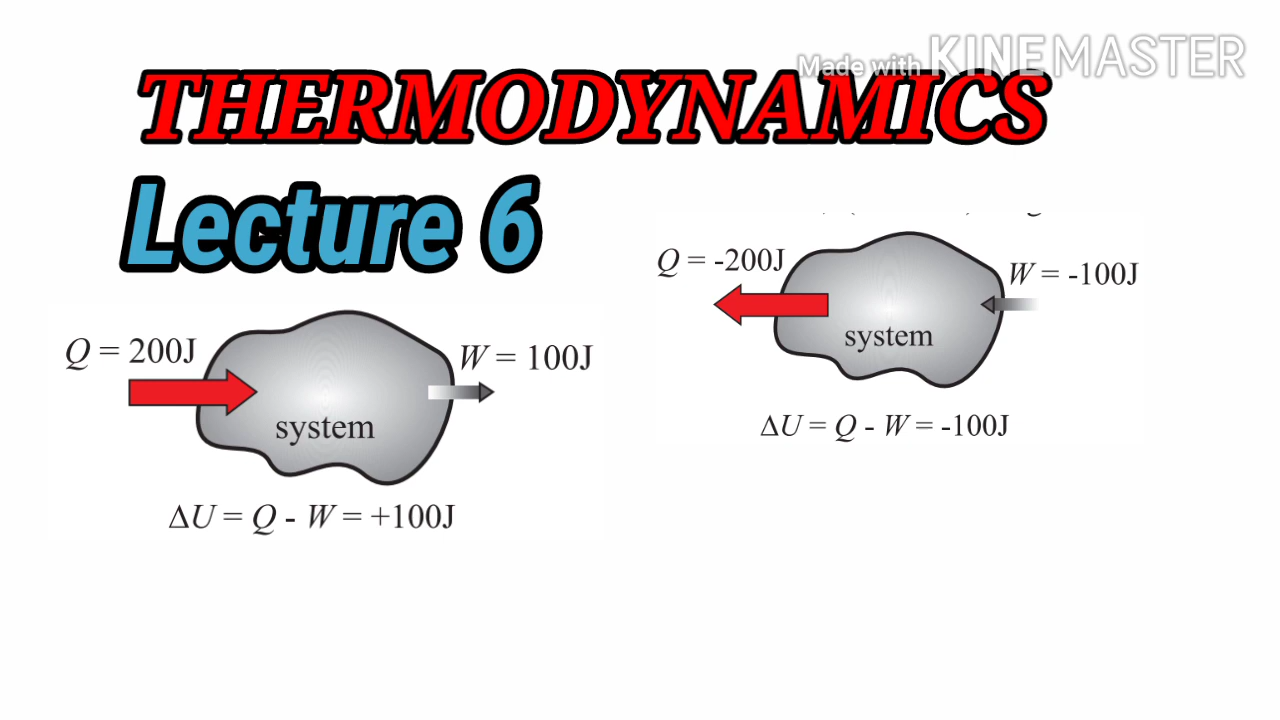 Made with KINEMASTER
THERMODYNAMICS
Lecture 6
Q = 200J
W = 100J
system
ΔU = Q - W = +100J
Q = -200J
W = -100J
system
ΔU = Q - W = -100J